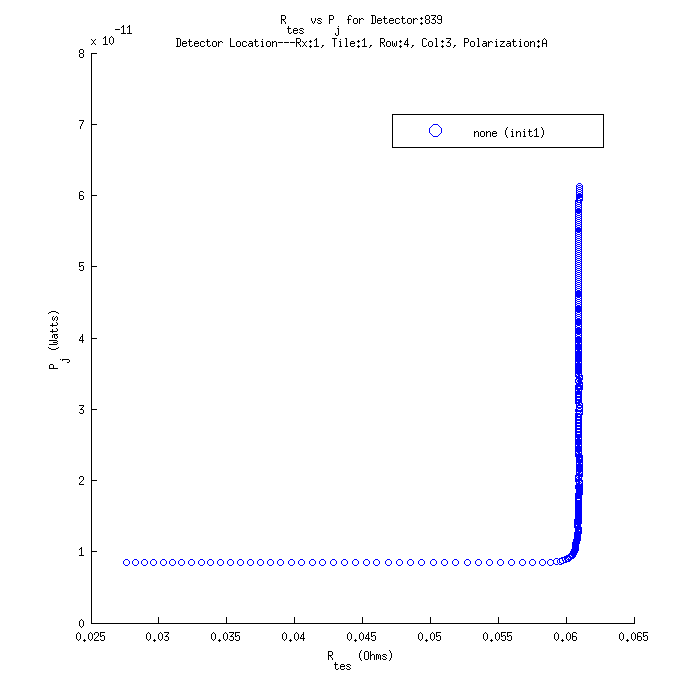 R_tes vs P_j for Detector:839
Detector Location---Rx:1, Tile:1, Row:4, Col:3, Polarization:A
x 10^-11
none (init1)
8
7
6
5
4
3
2
1
0
P_j (Watts)
0.025 0.03 0.035 0.04 0.045 0.05 0.055 0.06 0.065
R_tes (Ohms)